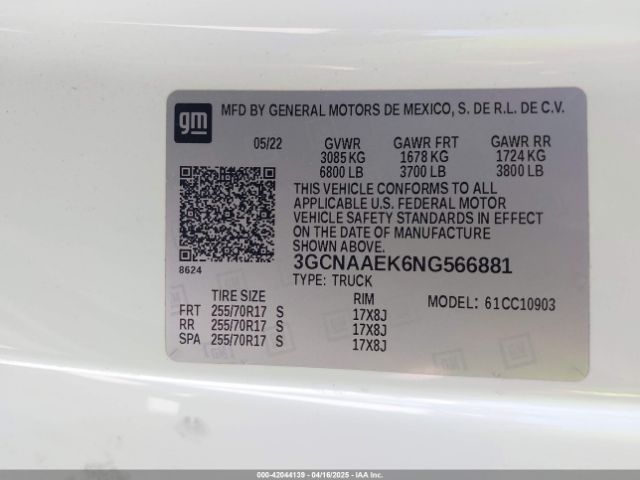 gm
MFD BY GENERAL MOTORS DE MEXICO, S. DE R.L. DE C.V.
05/22 GVWR GAWR FRT GAWR RR
3085 KG 1678 KG 1724 KG
6800 LB 3700 LB 3800 LB
THIS VEHICLE CONFORMS TO ALL
APPLICABLE U.S. FEDERAL MOTOR
VEHICLE SAFETY STANDARDS IN EFFECT
ON THE DATE OF MANUFACTURE
SHOWN ABOVE.
8624
3GCNAAEK6NG566881
TYPE: TRUCK
TIRE SIZE RIM MODEL: 61CC10903
FRT 255/70R17 S 17X8J
RR 255/70R17 S 17X8J
SPA 255/70R17 S 17X8J
000-42044139 - 04/16/2025 - IAA Inc.